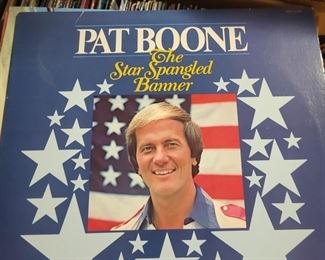 PAT BOONE
The
Star Spangled
Banner